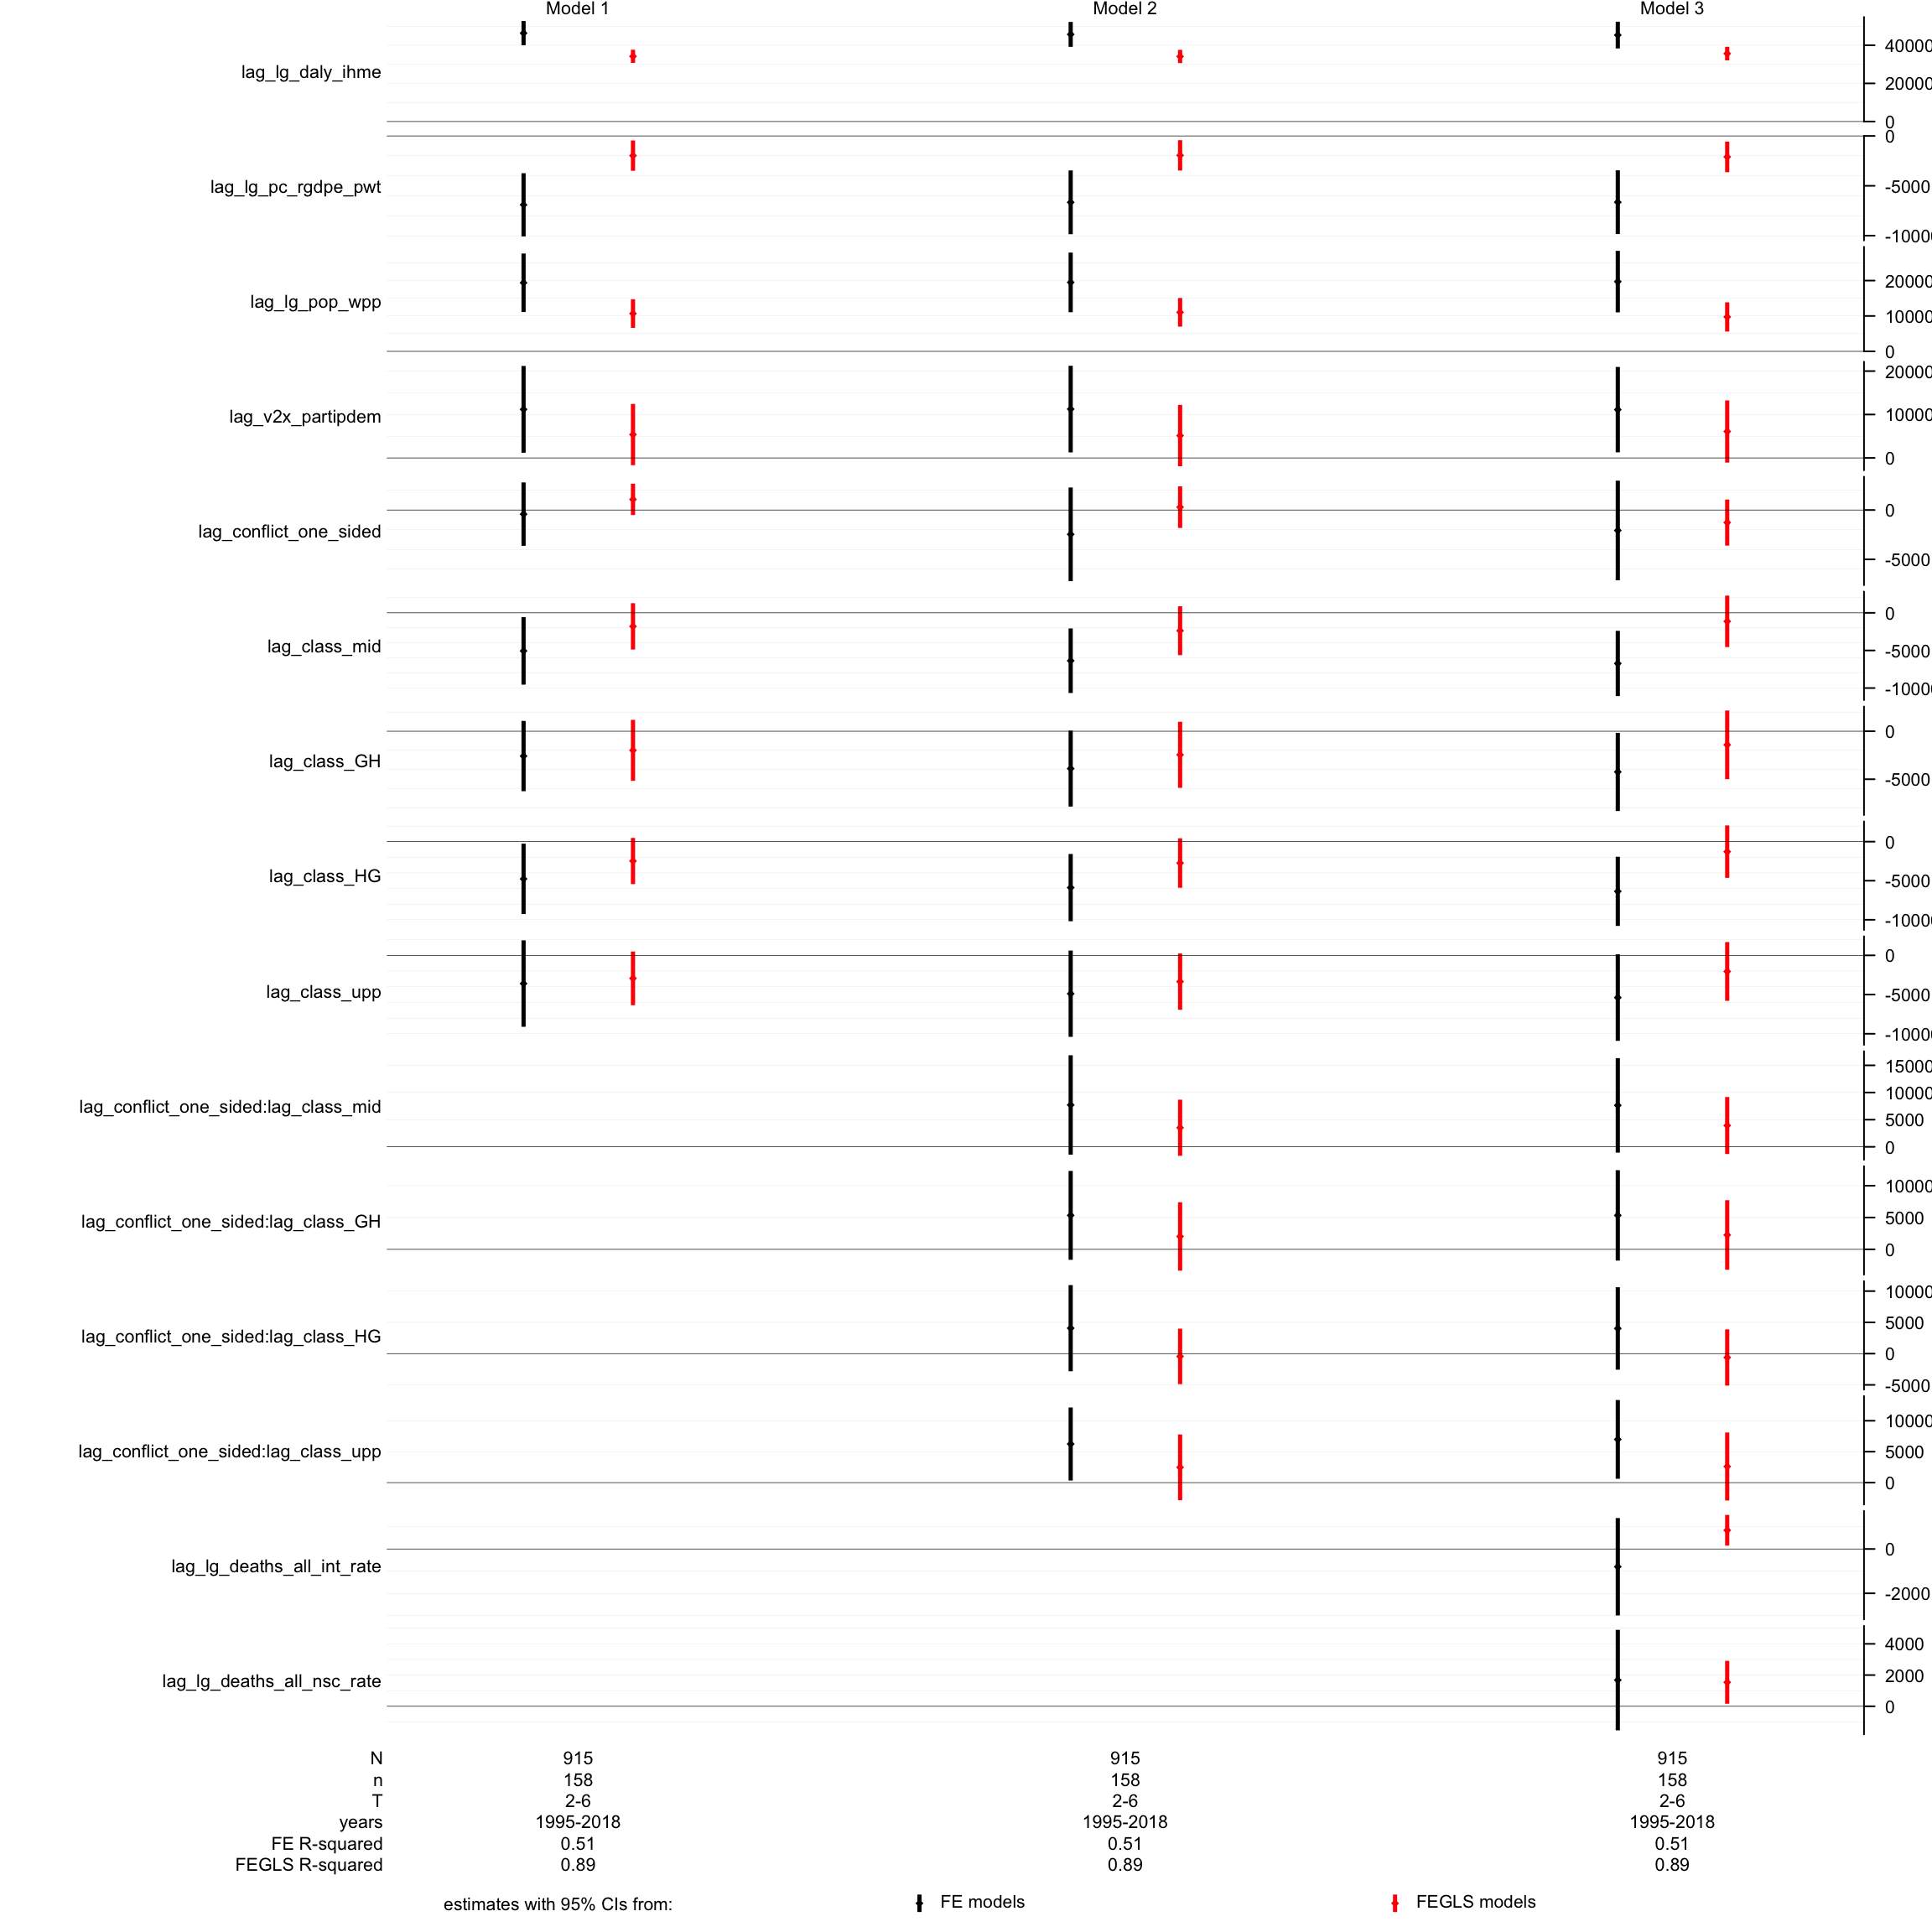 Model 1 Model 2 Model 3
lag_lg_daly_ihme
40000
20000
0
lag_lg_pc_rgdpe_pwt
0
-5000
-10000
lag_lg_pop_wpp
20000
10000
0
lag_v2x_partipdem
20000
10000
0
lag_conflict_one_sided
0
-5000
lag_class_mid
0
-5000
-10000
lag_class_GH
0
-5000
lag_class_HG
0
-5000
-10000
lag_class_upp
0
-5000
-10000
lag_conflict_one_sided:lag_class_mid
15000
10000
5000
0
lag_conflict_one_sided:lag_class_GH
10000
5000
0
lag_conflict_one_sided:lag_class_HG
10000
5000
0
-5000
lag_conflict_one_sided:lag_class_upp
10000
5000
0
lag_lg_deaths_all_int_rate
0
-2000
lag_lg_deaths_all_nsc_rate
4000
2000
0
N 915 915 915
n 158 158 158
T 2-6 2-6 2-6
years 1995-2018 1995-2018 1995-2018
FE R-squared 0.51 0.51 0.51
FEGLS R-squared 0.89 0.89 0.89
estimates with 95% CIs from: FE models FEGLS models